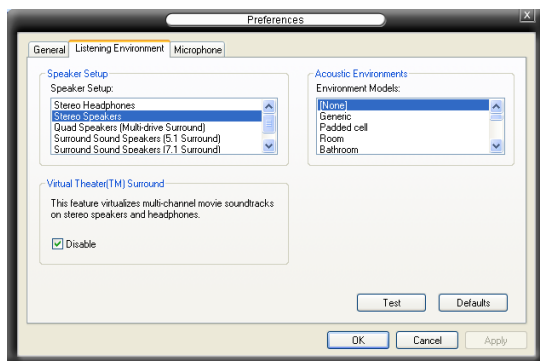 Preferences
X
General
Listening Environment
Microphone
Speaker Setup
Speaker Setup:
Stereo Headphones
Stereo Speakers
Quad Speakers (Multi-drive Surround)
Surround Sound Speakers (5.1 Surround)
Surround Sound Speakers (7.1 Surround)
Acoustic Environments
Environment Models:
[None]
Generic
Padded cell
Room
Bathroom
Virtual Theater(TM) Surround
This feature virtualizes multi-channel movie soundtracks
on stereo speakers and headphones.
Disable
Test
Defaults
OK
Cancel
Apply